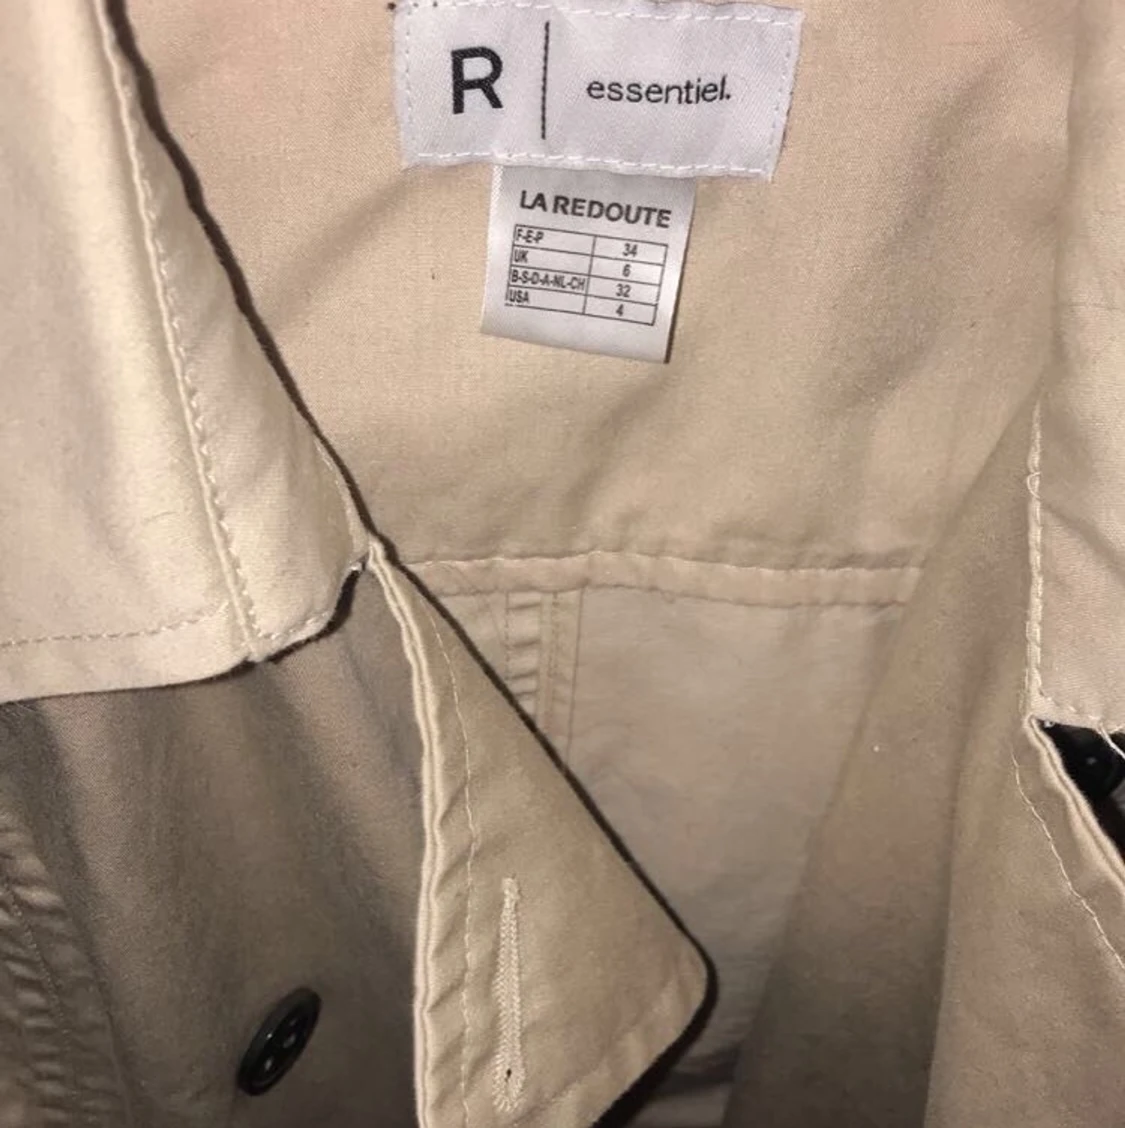 R | essentiel.
LA REDOUTE
F-E-P 34
UK 6
B-S-D-A-NL-CH 32
USA 4